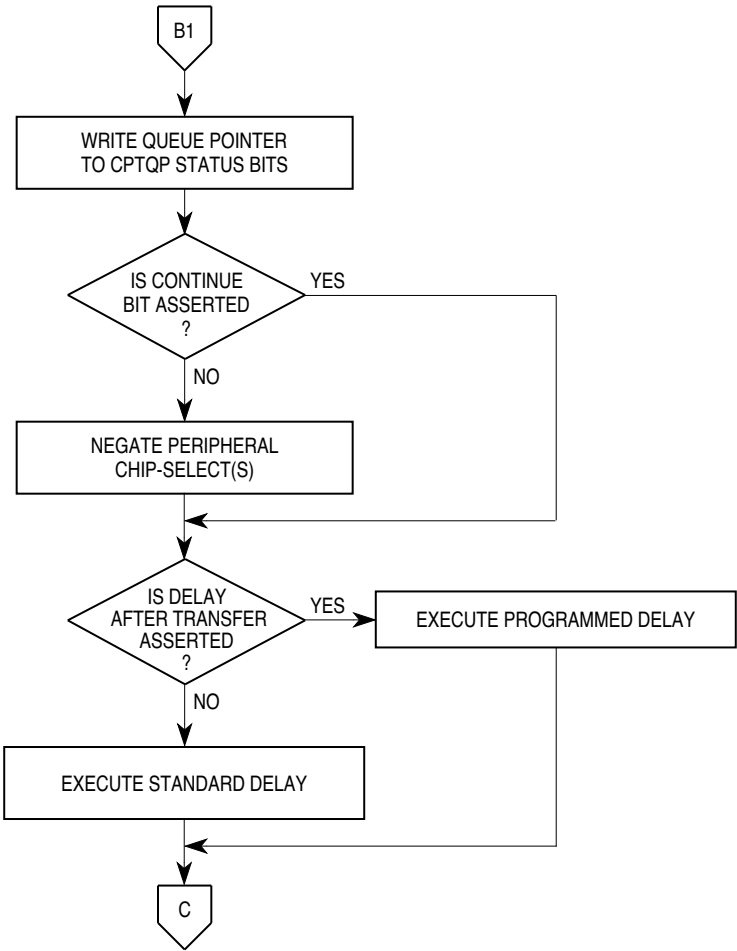 B1
WRITE QUEUE POINTER
TO CPTQP STATUS BITS
IS CONTINUE
BIT ASSERTED
?
YES
NO
NEGATE PERIPHERAL
CHIP-SELECT(S)
IS DELAY
AFTER TRANSFER
ASSERTED
?
YES
EXECUTE PROGRAMMED DELAY
NO
EXECUTE STANDARD DELAY
C